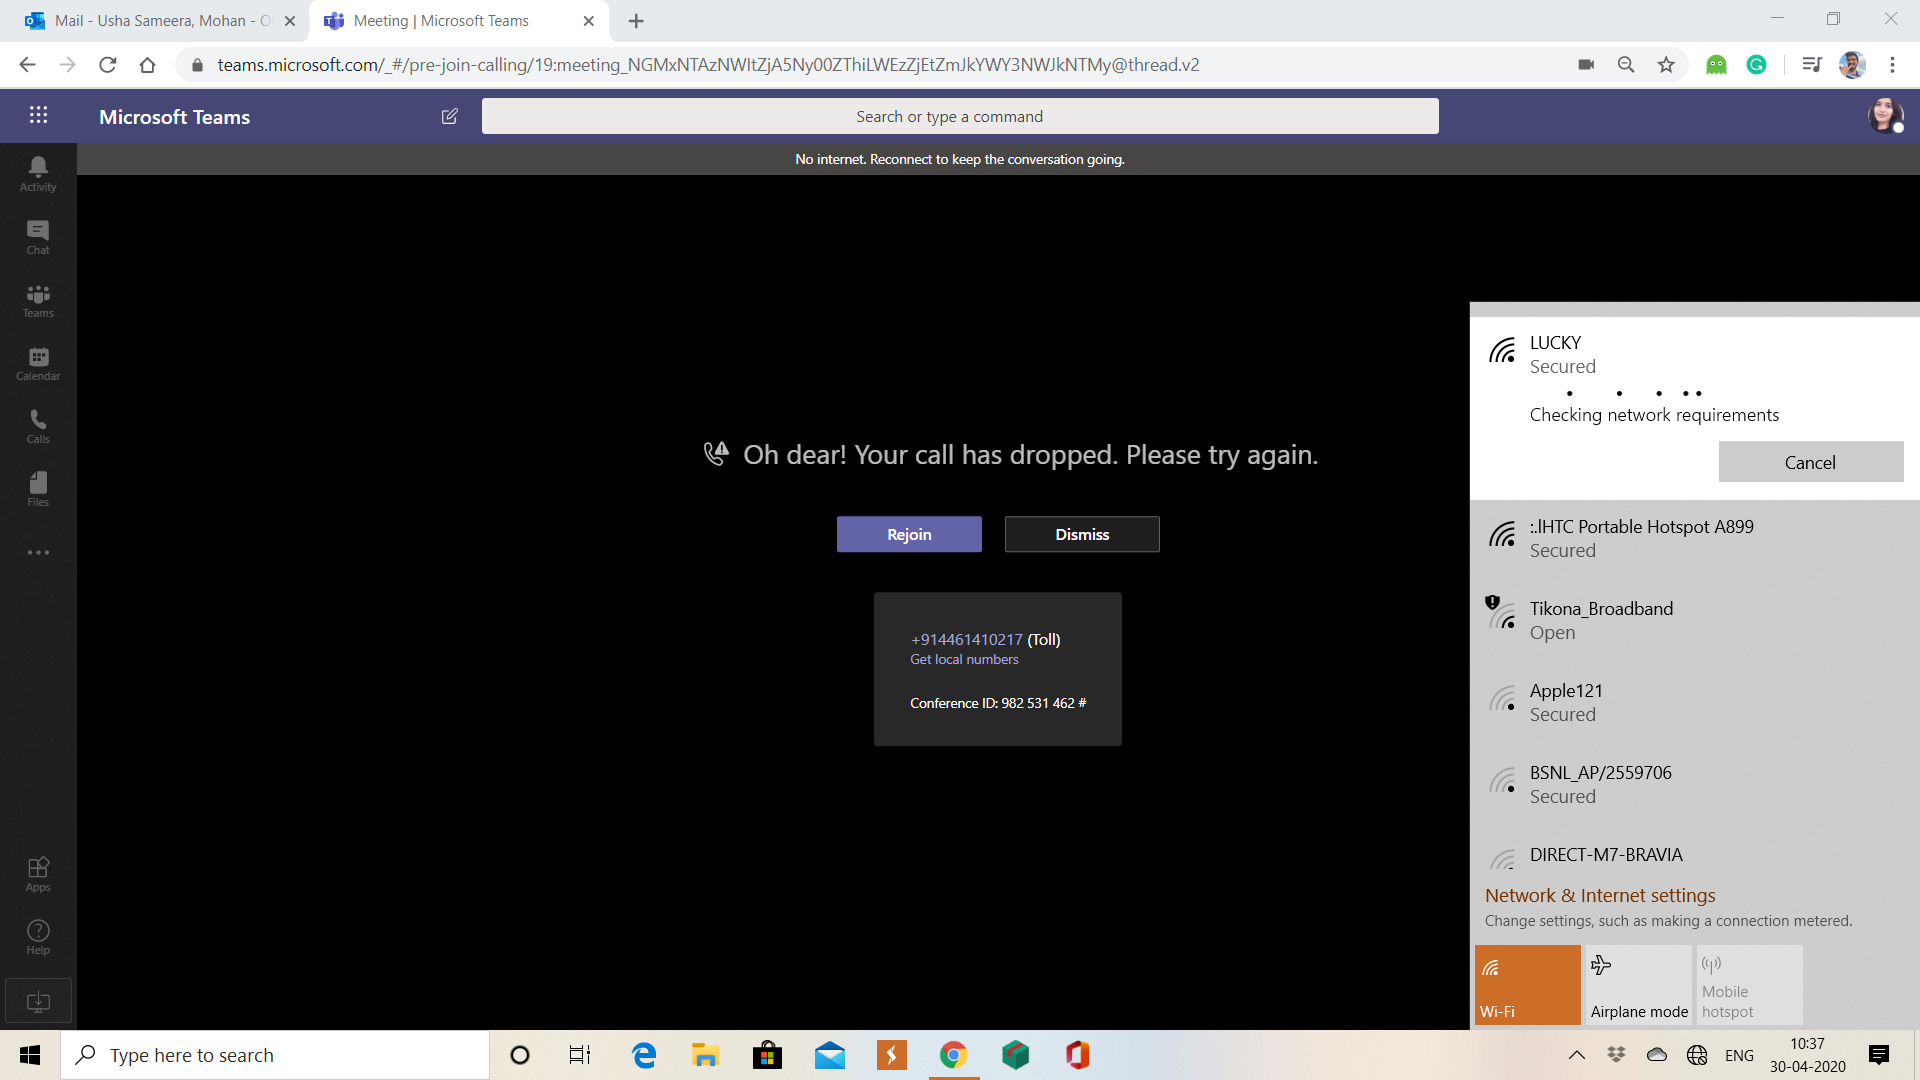 Mail - Usha Sameera, Mohan - O
Meeting | Microsoft Teams
teams.microsoft.com/_#/pre-join-calling/19:meeting_NGMxNTAzNWItZjA5Ny00ZThiLWEzZjEtZmJkYWY3NWJkNTMy@thread.v2
Microsoft Teams
Search or type a command
No internet. Reconnect to keep the conversation going.
Activity
Chat
Teams
Calendar
Calls
Files
Apps
Help
Oh dear! Your call has dropped. Please try again.
Rejoin
Dismiss
+914461410217 (Toll)
Get local numbers
Conference ID: 982 531 462 #
LUCKY
Secured
Checking network requirements
Cancel
:.lHTC Portable Hotspot A899
Secured
Tikona_Broadband
Open
Apple121
Secured
BSNL_AP/2559706
Secured
DIRECT-M7-BRAVIA
Network & Internet settings
Change settings, such as making a connection metered.
Wi-Fi
Airplane mode
Mobile
hotspot
Type here to search
ENG
10:37
30-04-2020